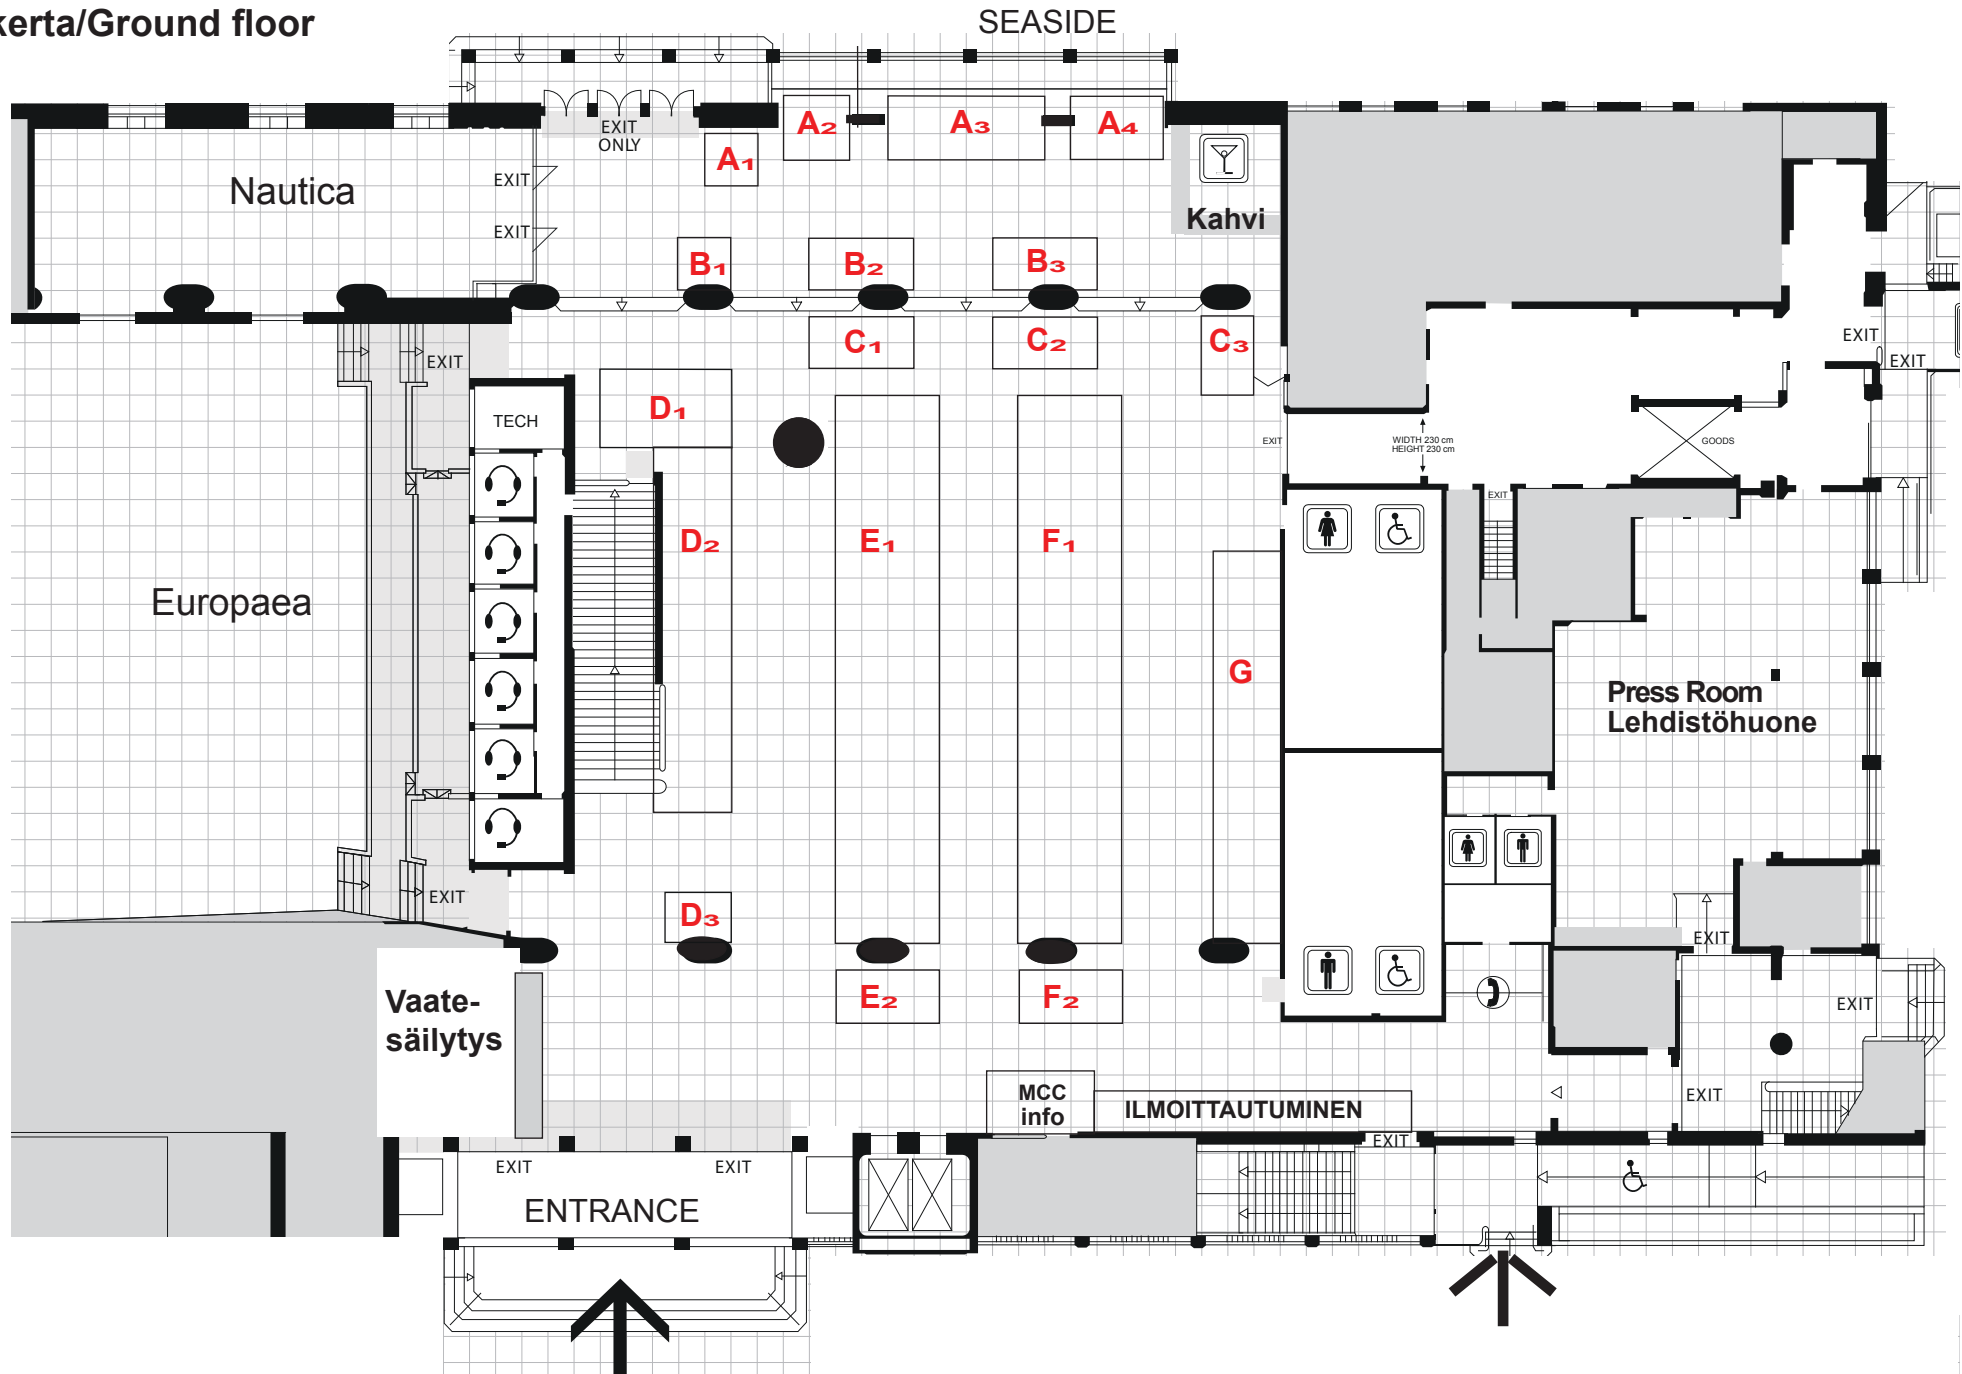 kerta/Ground floor
SEASIDE
EXIT
ONLY
A1
A2
A3
A4
Nautica
EXIT
EXIT
Kahvi
B1
B2
B3
C1
C2
C3
EXIT
EXIT
EXIT
TECH
D1
EXIT
WIDTH 230 cm
HEIGHT 230 cm
GOODS
EXIT
D2
E1
F1
Europaea
G
Press Room
Lehdistöhuone
EXIT
D3
EXIT
Vaate-
säilytys
E2
F2
EXIT
MCC
info
ILMOITTAUTUMINEN
EXIT
EXIT
EXIT
EXIT
ENTRANCE